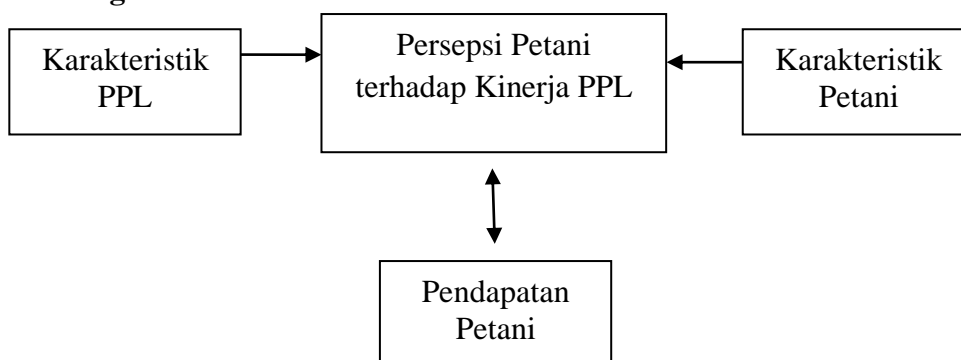 Karakteristik
PPL
Persepsi Petani
terhadap Kinerja PPL
Karakteristik
Petani
Pendapatan
Petani